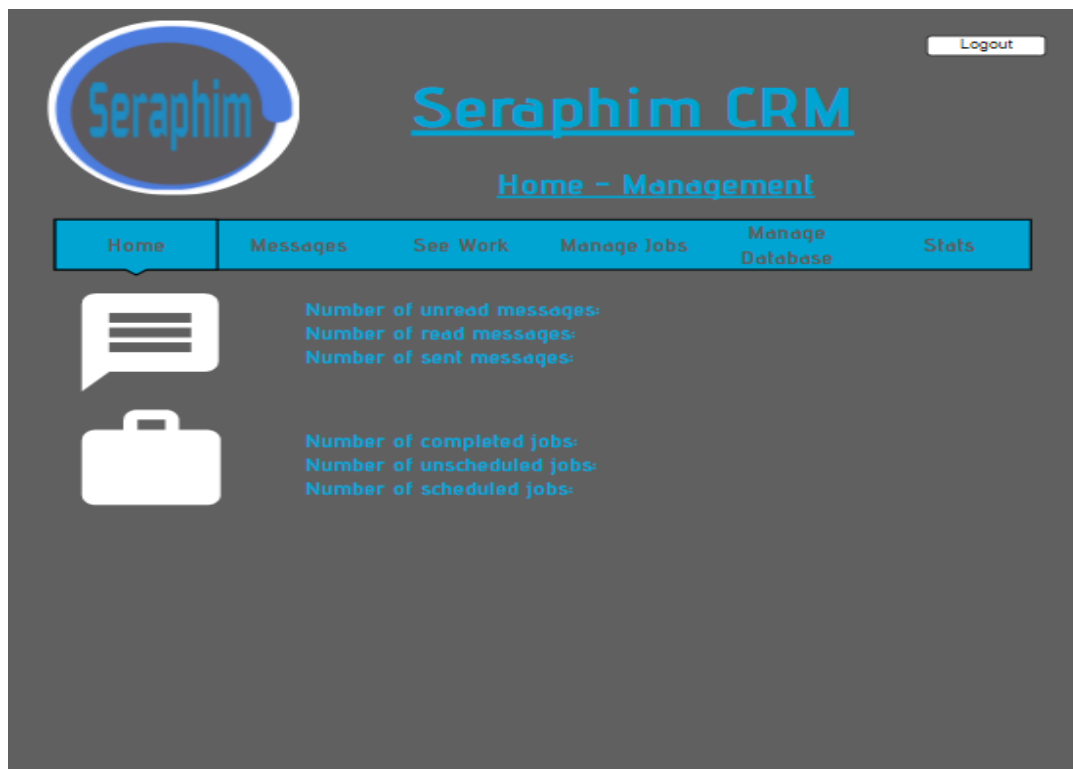 Logout
Seraphim
Seraphim CRM
Home - Management
Home Messages See Work Manage Jobs Manage Database Stats
Number of unread messages:
Number of read messages:
Number of sent messages:
Number of completed jobs:
Number of unscheduled jobs:
Number of scheduled jobs: